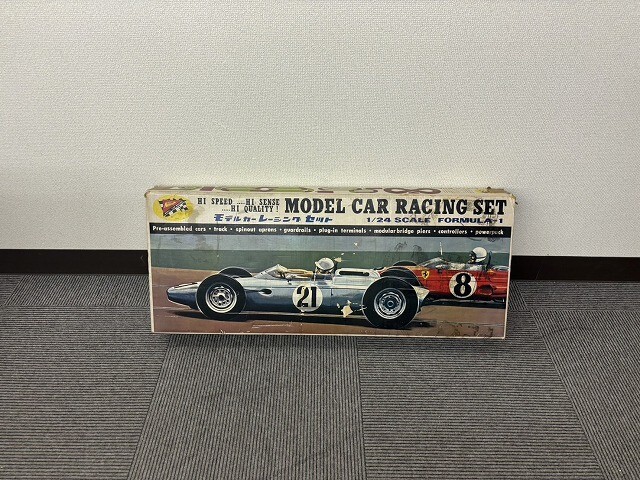 HI SPEED ....HI SENSE
....HI QUALITY!
MODEL CAR RACING SET
モデルカーレーシング セット
1/24 SCALE FORMULA-1
Pre-assembled cars • track • spinout aprons • guardrails • plug-in terminals • modular bridge piers • controllers • powerpack
21
8